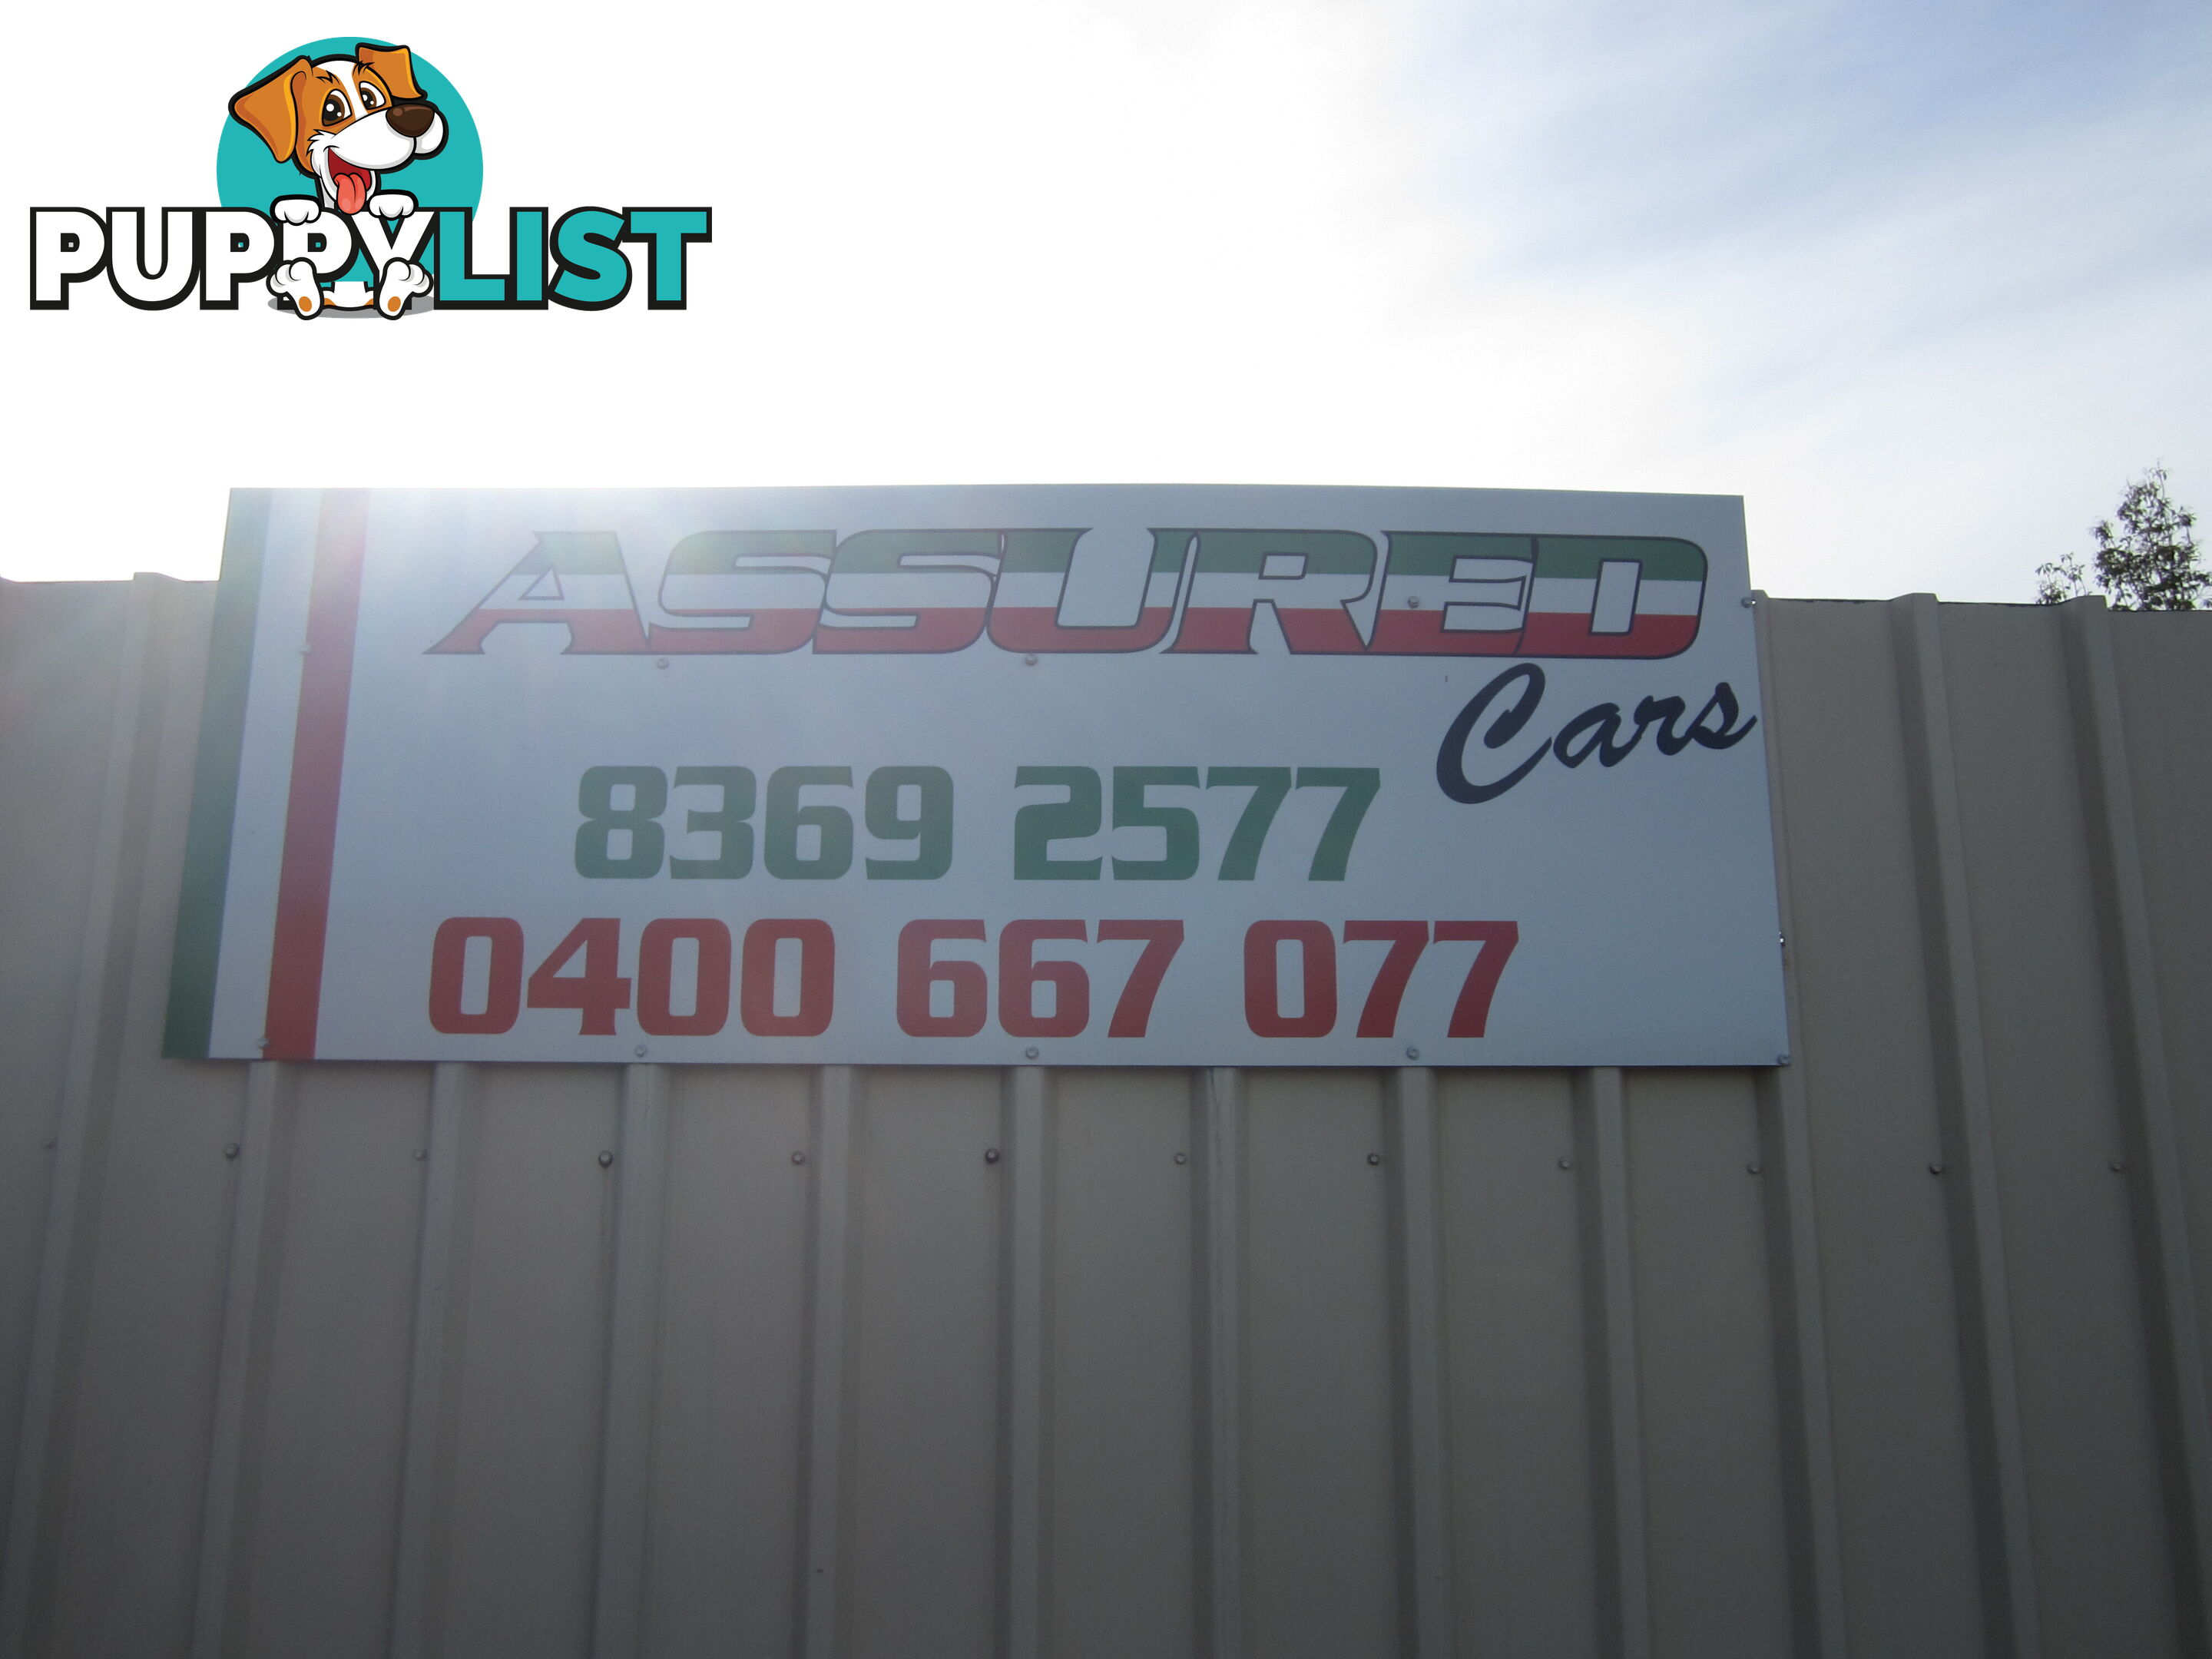 PUPPYLIST
ASSURED
Cars
8369 2577
0400 667 077